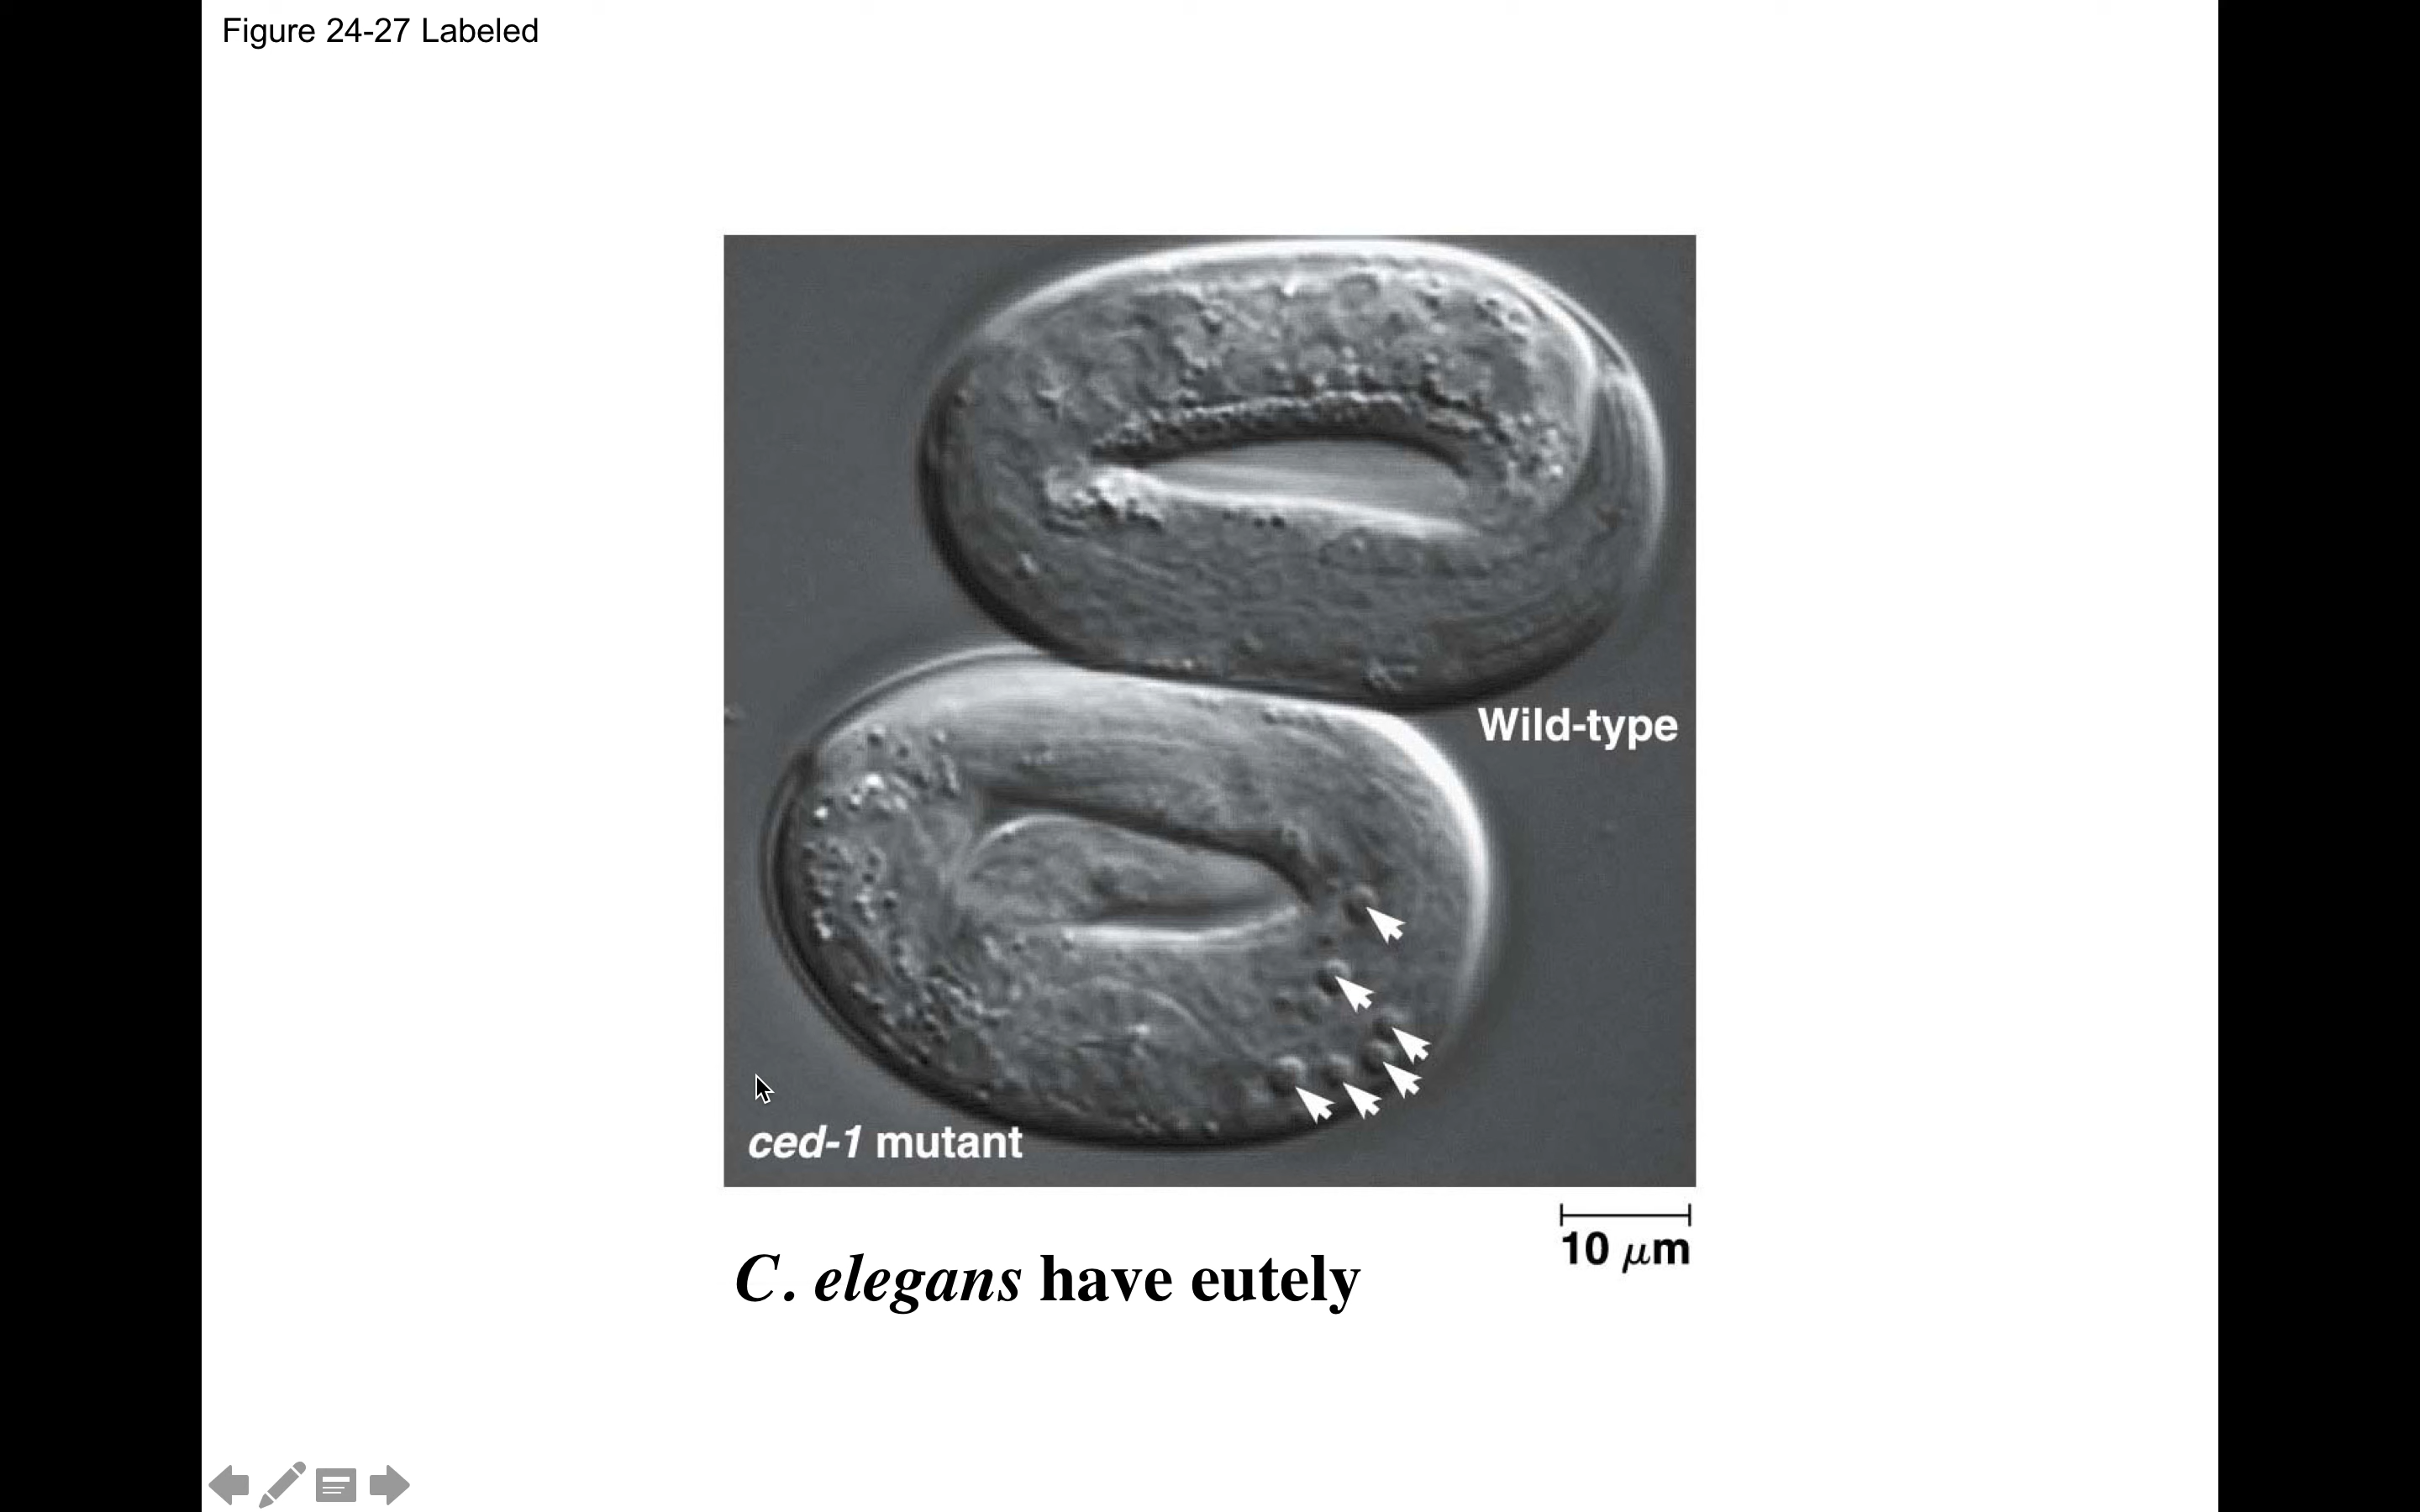 Figure 24-27 Labeled
Wild-type
ced-1 mutant
10 μm
C. elegans have eutely